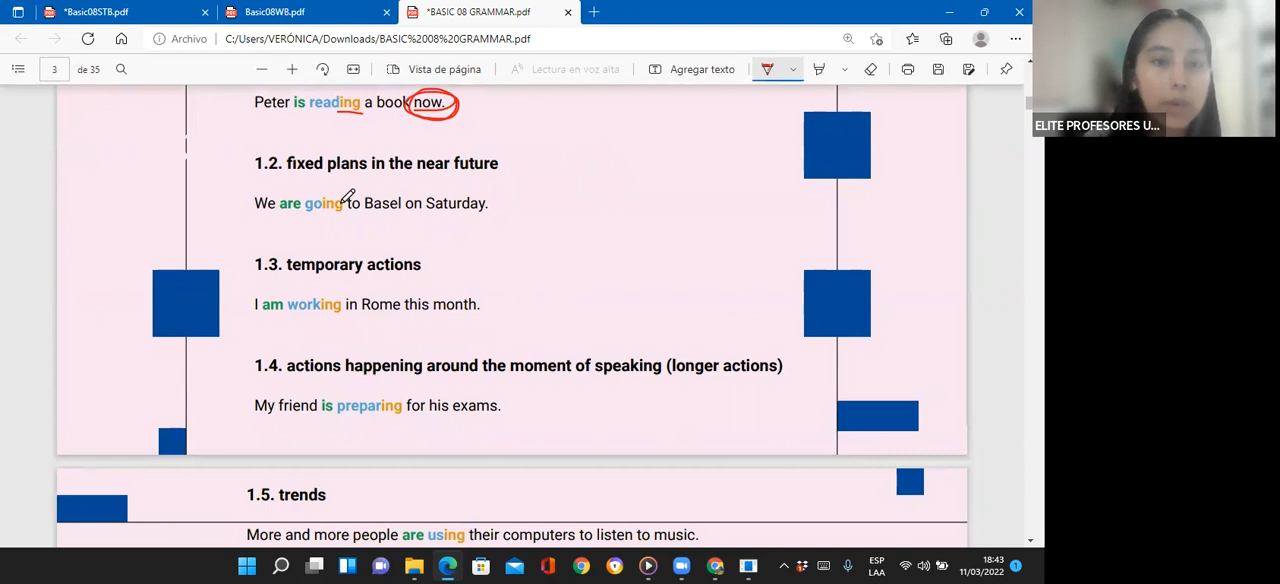 *Basic08STB.pdf
Basic08WB.pdf
*BASIC 08 GRAMMAR.pdf
Archivo
C:/Users/VERÓNICA/Downloads/BASIC%2008%20GRAMMAR.pdf
3
de 35
Vista de página
Lectura en voz alta
Agregar texto
ELITE PROFESORES U...
Peter is reading a book now.
1.2. fixed plans in the near future
We are going to Basel on Saturday.
1.3. temporary actions
I am working in Rome this month.
1.4. actions happening around the moment of speaking (longer actions)
My friend is preparing for his exams.
1.5. trends
More and more people are using their computers to listen to music.
ESP
LAA
18:43
11/03/2022
1